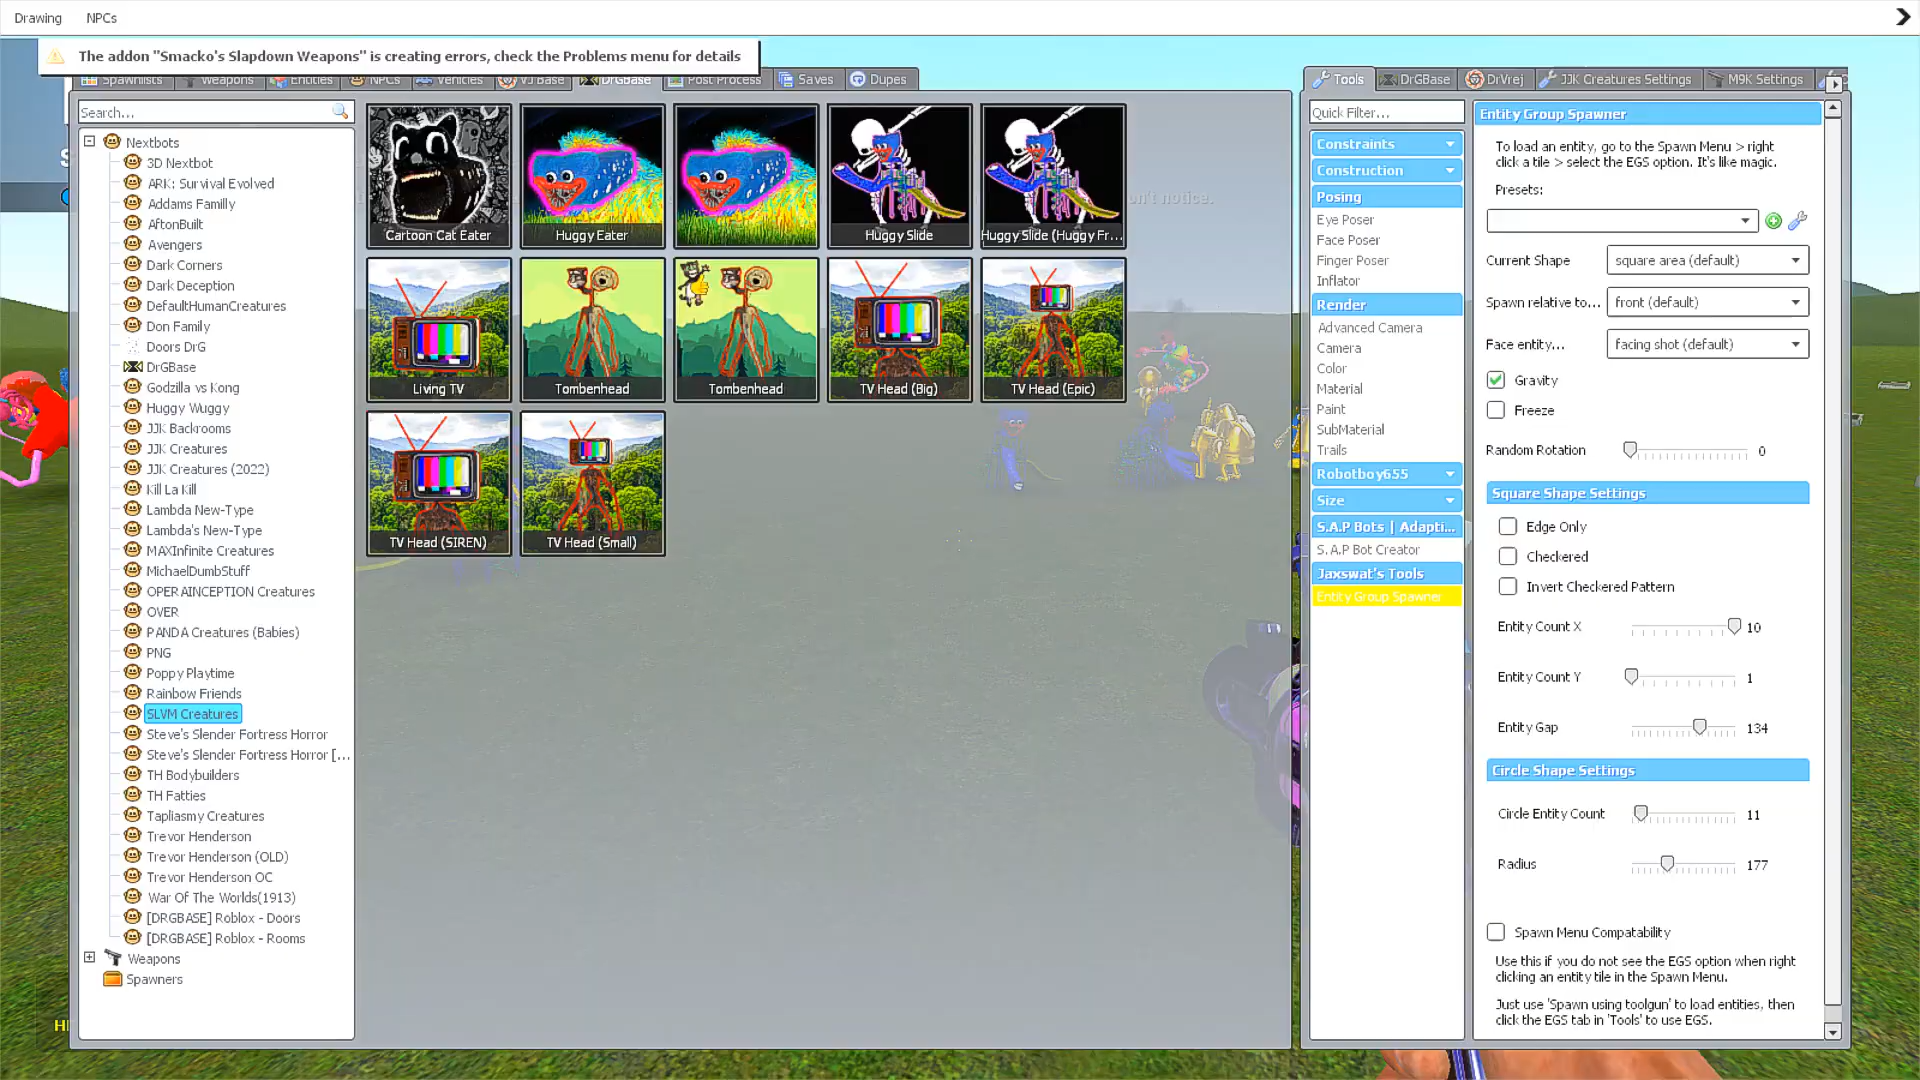 Drawing NPCs
The addon "Smacko's Slapdown Weapons" is creating errors, check the Problems menu for details
Spawnlists Weapons Entities NPCs Vehicles VJ Base DrGBase Post Process Saves Dupes
Search...
Nextbots
3D Nextbot
ARK: Survival Evolved
Addams Familly
AftonBuilt
Avengers
Dark Corners
Dark Deception
DefaultHumanCreatures
Don Family
Doors DrG
DrGBase
Godzilla vs Kong
Huggy Wuggy
JJK Backrooms
JJK Creatures
JJK Creatures (2022)
Kill La Kill
Lambda New-Type
Lambda's New-Type
MAXInfinite Creatures
MichaelDumbStuff
OPERAINCEPTION Creatures
OVER
PANDA Creatures (Babies)
PNG
Poppy Playtime
Rainbow Friends
SLVM Creatures
Steve's Slender Fortress Horror
Steve's Slender Fortress Horror [...
TH Bodybuilders
TH Fatties
Tapliasmy Creatures
Trevor Henderson
Trevor Henderson (OLD)
Trevor Henderson OC
War Of The Worlds(1913)
[DRGBASE] Roblox - Doors
[DRGBASE] Roblox - Rooms
Weapons
Spawners
Cartoon Cat Eater
Huggy Eater
Huggy Slide
Huggy Slide (Huggy Fr...
Living TV
Tombenhead
Tombenhead
TV Head (Big)
TV Head (Epic)
TV Head (SIREN)
TV Head (Small)
n't notice.
Tools DrGBase DrVrej JJK Creatures Settings M9K Settings
Quick Filter...
Constraints
Construction
Posing
Eye Poser
Face Poser
Finger Poser
Inflator
Render
Advanced Camera
Camera
Color
Material
Paint
SubMaterial
Trails
Robotboy655
Size
S.A.P Bots | Adapti...
S.A.P Bot Creator
Jaxswat's Tools
Entity Group Spawner
Entity Group Spawner
To load an entity, go to the Spawn Menu > right
click a tile > select the EGS option. It's like magic.
Presets:
Current Shape square area (default)
Spawn relative to... front (default)
Face entity... facing shot (default)
Gravity
Freeze
Random Rotation 0
Square Shape Settings
Edge Only
Checkered
Invert Checkered Pattern
Entity Count X 10
Entity Count Y 1
Entity Gap 134
Circle Shape Settings
Circle Entity Count 11
Radius 177
Spawn Menu Compatability
Use this if you do not see the EGS option when right
clicking an entity tile in the Spawn Menu.
Just use 'Spawn using toolgun' to load entities, then
click the EGS tab in 'Tools' to use EGS.